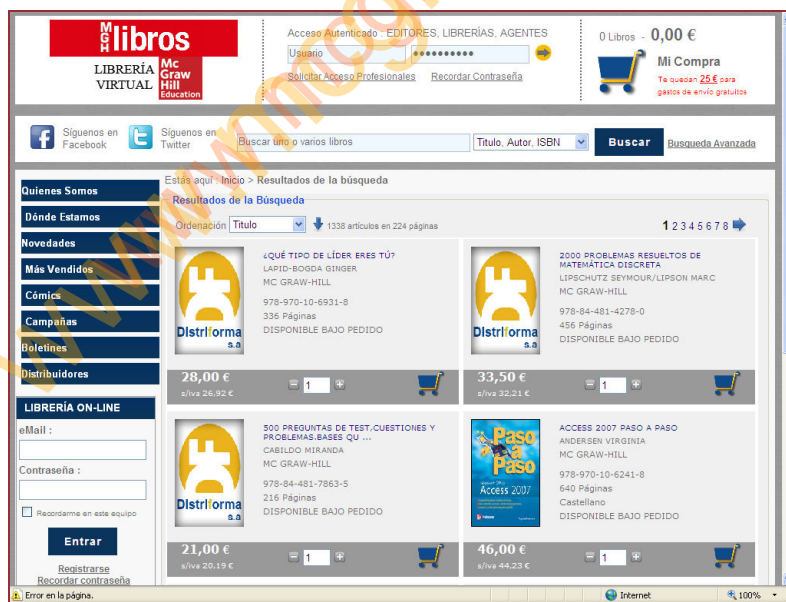 MGH libros
LIBRERÍA
VIRTUAL
Mc
Graw
Hill
Education
Acceso Autenticado : EDITORES, LIBRERÍAS, AGENTES
Usuario
Solicitar Acceso Profesionales Recordar Contraseña
0 Libros - 0,00 €
Mi Compra
Te quedan 25 € para
gastos de envío gratuitos
Síguenos en
Facebook
Síguenos en
Twitter
Buscar uno o varios libros
Titulo, Autor, ISBN
Buscar
Busqueda Avanzada
Quienes Somos
Dónde Estamos
Novedades
Más Vendidos
Cómics
Campañas
Boletines
Distribuidores
LIBRERÍA ON-LINE
eMail :
Contraseña :
Recordarme en este equipo
Entrar
Registrarse
Recordar contraseña
Estás aquí : Inicio > Resultados de la búsqueda
Resultados de la Búsqueda
Ordenación Titulo 1338 artículos en 224 páginas
1 2 3 4 5 6 7 8
DF
Distriforma
s.a
¿QUÉ TIPO DE LÍDER ERES TÚ?
LAPID-BOGDA GINGER
MC GRAW-HILL
978-970-10-6931-8
336 Páginas
DISPONIBLE BAJO PEDIDO
28,00 €
s/iva 26,92 €
1
DF
Distriforma
s.a
2000 PROBLEMAS RESUELTOS DE
MATEMÁTICA DISCRETA
LIPSCHUTZ SEYMOUR/LIPSON MARC
MC GRAW-HILL
978-84-481-4278-0
456 Páginas
DISPONIBLE BAJO PEDIDO
33,50 €
s/iva 32,21 €
1
DF
Distriforma
s.a
500 PREGUNTAS DE TEST.CUESTIONES Y
PROBLEMAS.BASES QU ...
CABILDO MIRANDA
MC GRAW-HILL
978-84-481-7863-5
216 Páginas
DISPONIBLE BAJO PEDIDO
21,00 €
s/iva 20,19 €
1
Paso
a
Paso
Access 2007
ACCESS 2007 PASO A PASO
ANDERSEN VIRGINIA
MC GRAW-HILL
978-970-10-6241-8
640 Páginas
Castellano
DISPONIBLE BAJO PEDIDO
46,00 €
s/iva 44,23 €
1
Error en la página.
Internet
100%